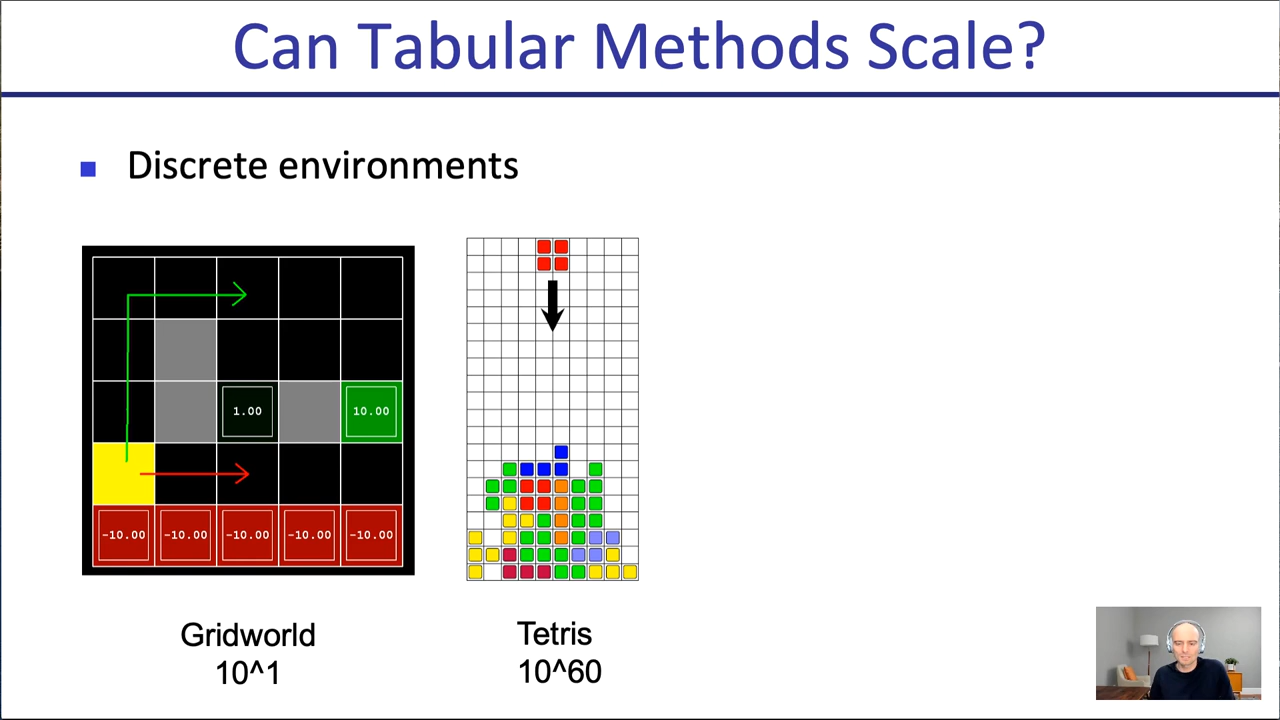 Can Tabular Methods Scale?
Discrete environments
1.00
10.00
-10.00 -10.00 -10.00 -10.00 -10.00
Gridworld
10^1
Tetris
10^60